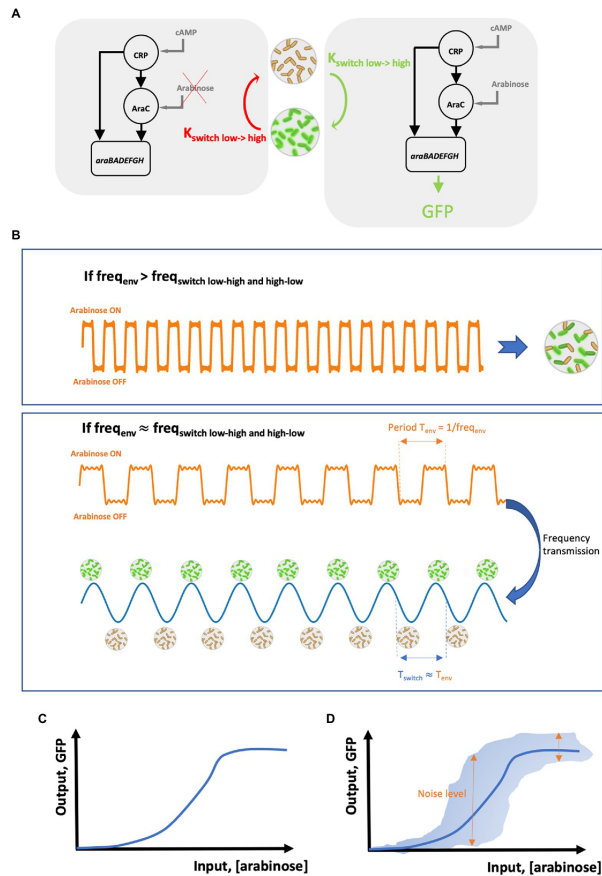 A
cAMP
CRP
Arabinose
AraC
araBADEFGH
Kswitch low-> high
Kswitch low-> high
cAMP
CRP
Arabinose
AraC
araBADEFGH
GFP
B
If freqenv > freqswitch low-high and high-low
Arabinose ON
Arabinose OFF
If freqenv ≈ freqswitch low-high and high-low
Arabinose ON
Period Tenv = 1/freqenv
Arabinose OFF
Frequency
transmission
Tswitch ≈ Tenv
C
Output, GFP
Input, [arabinose]
D
Output, GFP
Noise level
Input, [arabinose]